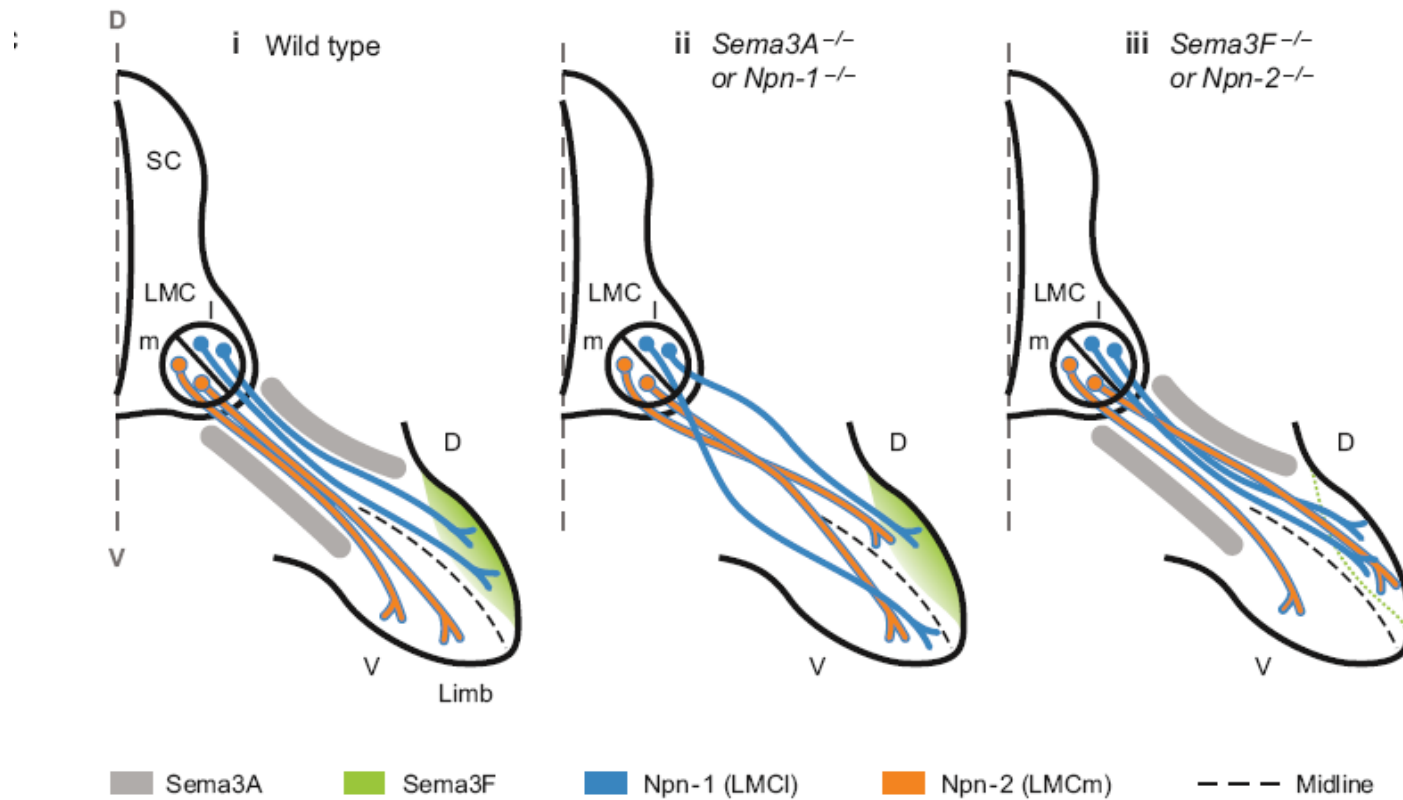 D
i Wild type
ii Sema3A−/−
or Npn-1−/−
iii Sema3F−/−
or Npn-2−/−
SC
LMC
l
m
D
V
V
Limb
LMC
l
m
D
V
LMC
l
m
D
V
Sema3A
Sema3F
Npn-1 (LMCl)
Npn-2 (LMCm)
Midline